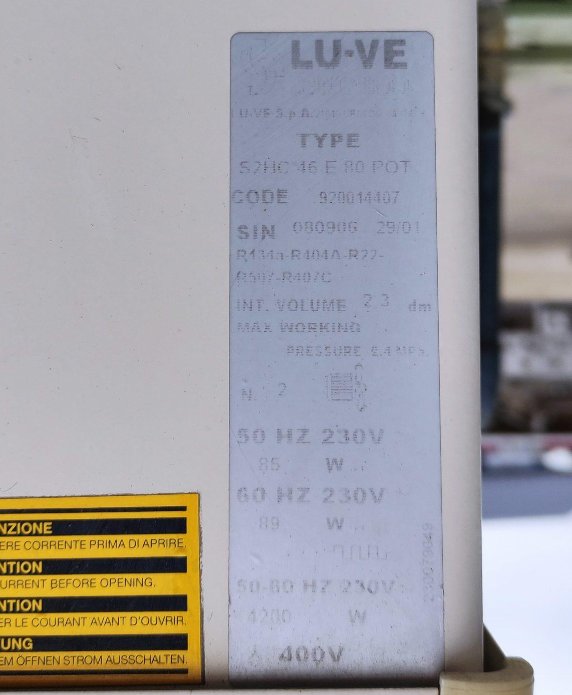 LU-VE
TYPE
S2HC 46 E 80 POT
CODE 920014407
S\N 080906 29/01
R134a-R404A-R22-
R507-R407C
INT. VOLUME 2.3 dm
MAX WORKING
PRESSURE 2.4 MPa
N. 2
50 HZ 230V
85 W
60 HZ 230V
89 W
50-60 HZ 230V
4200 W
400V
NZIONE
ERE CORRENTE PRIMA DI APRIRE.
NTION
URRENT BEFORE OPENING.
NTION
ER LE COURANT AVANT D'OUVRIR.
UNG
EM ÖFFNEN STROM AUSSCHALTEN.